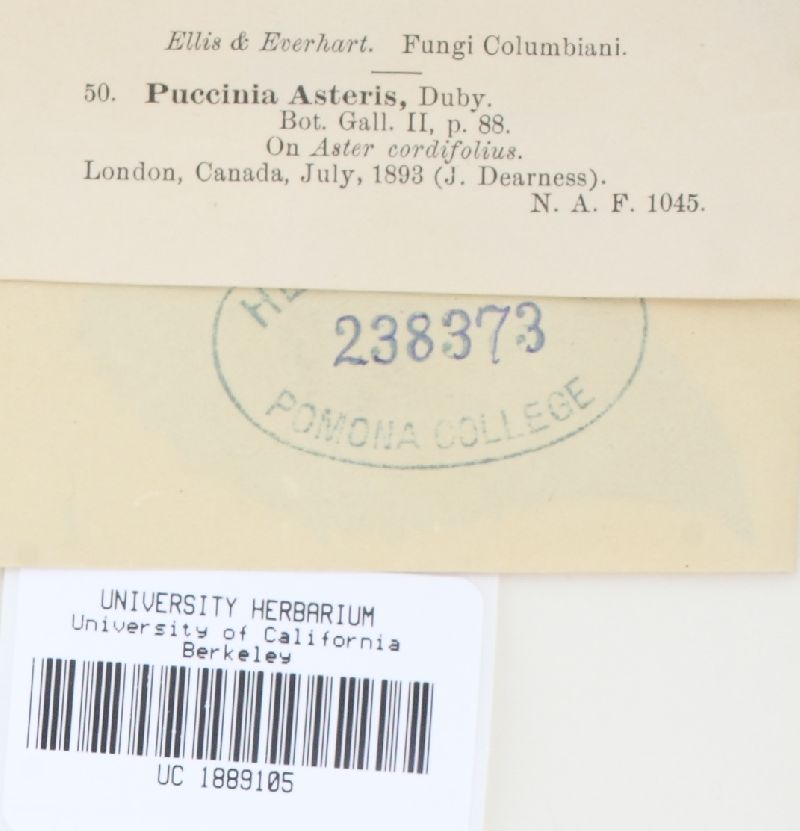 Ellis & Everhart. Fungi Columbiani.
50. Puccinia Asteris, Duby.
Bot. Gall. II, p. 88.
On Aster cordifolius.
London, Canada, July, 1893 (J. Dearness).
N. A. F. 1045.
238373
POMONA COLLEGE
UNIVERSITY HERBARIUM
University of California
Berkeley
UC 1889105